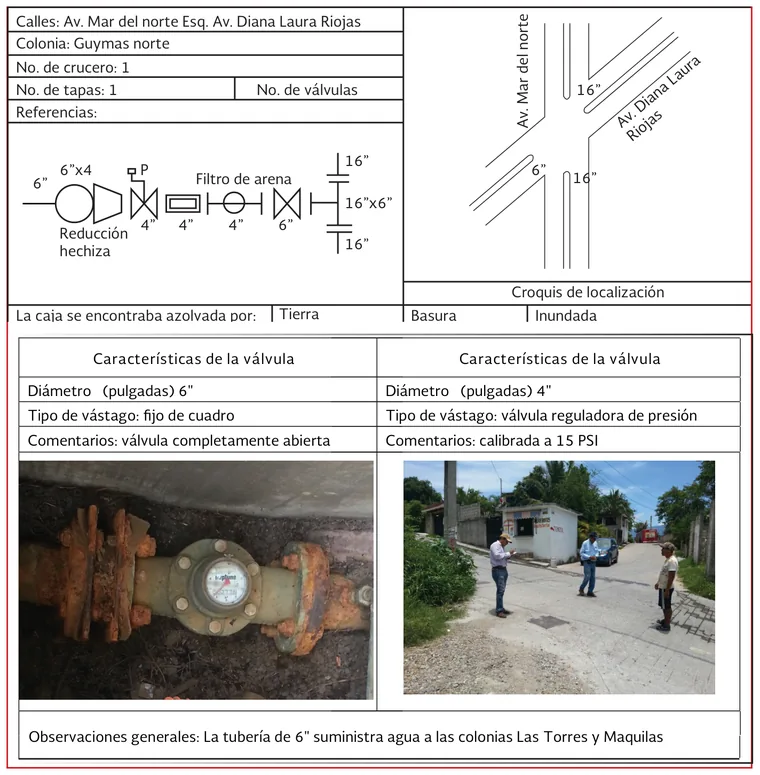 Calles: Av. Mar del norte Esq. Av. Diana Laura Riojas
Colonia: Guymas norte
No. de crucero: 1
No. de tapas: 1
No. de válvulas
Referencias:
6"
6"x4
P
Filtro de arena
4"
4"
4"
6"
16"
16"x6"
16"
Reducción
hechiza
Av. Mar del norte
16"
Av. Diana Laura
Riojas
6"
16"
Croquis de localización
La caja se encontraba azolvada por:
Tierra
Basura
Inundada
Características de la válvula
Características de la válvula
Diámetro (pulgadas) 6"
Diámetro (pulgadas) 4"
Tipo de vástago: fijo de cuadro
Tipo de vástago: válvula reguladora de presión
Comentarios: válvula completamente abierta
Comentarios: calibrada a 15 PSI
Observaciones generales: La tubería de 6" suministra agua a las colonias Las Torres y Maquilas